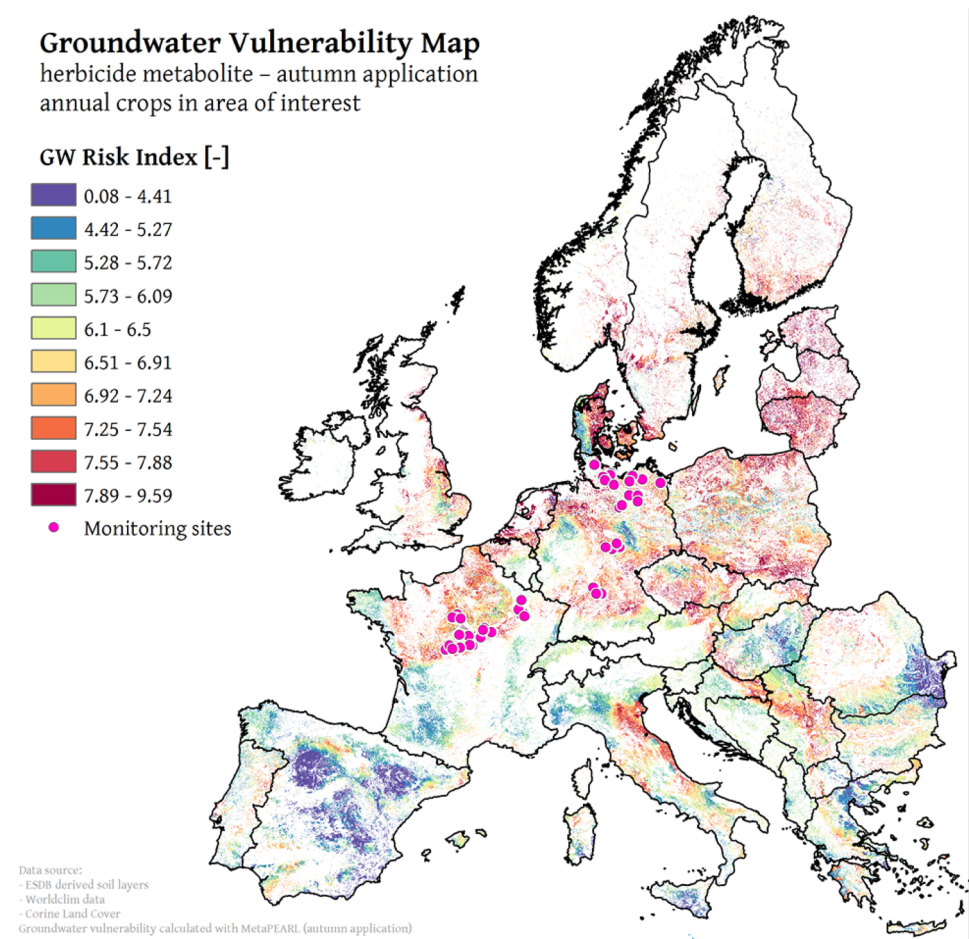 Groundwater Vulnerability Map
herbicide metabolite – autumn application
annual crops in area of interest
GW Risk Index [-]
0.08 - 4.41
4.42 - 5.27
5.28 - 5.72
5.73 - 6.09
6.1 - 6.5
6.51 - 6.91
6.92 - 7.24
7.25 - 7.54
7.55 - 7.88
7.89 - 9.59
Monitoring sites
Data source:
- ESDB derived soil layers
- Worldclim data
- Corine Land Cover
Groundwater vulnerability calculated with MetaPEARL (autumn application)